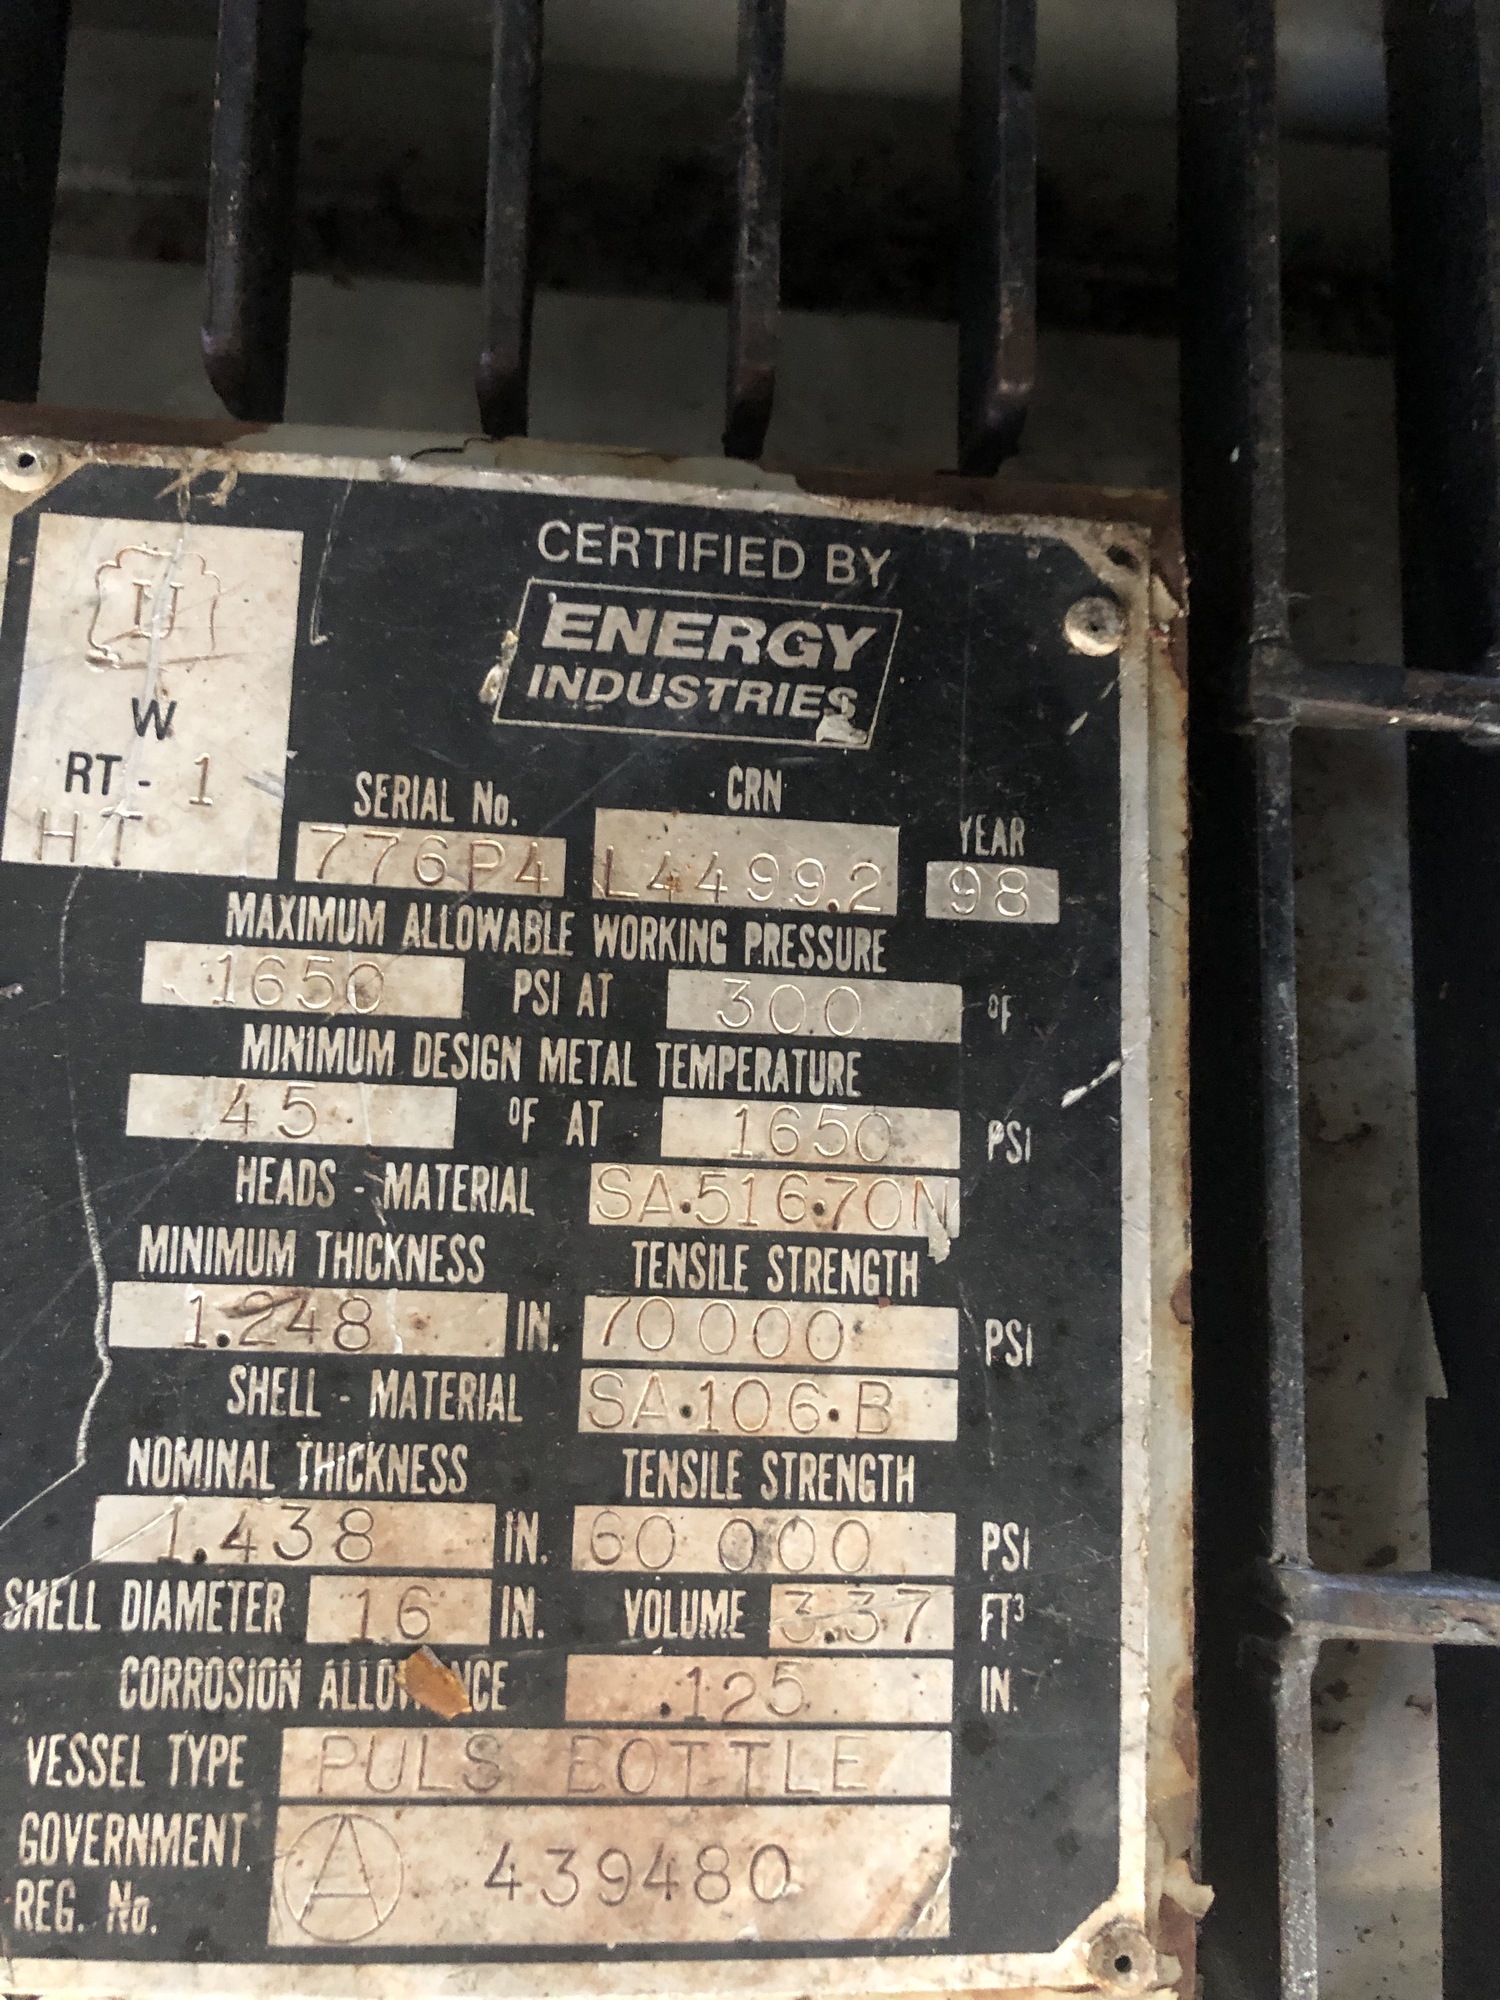 U
W
RT - 1
HT
CERTIFIED BY
ENERGY
INDUSTRIES
SERIAL No. CRN YEAR
776P4 L4499.2 98
MAXIMUM ALLOWABLE WORKING PRESSURE
1650 PSI AT 300 °F
MINIMUM DESIGN METAL TEMPERATURE
45 °F AT 1650 PSI
HEADS - MATERIAL SA.516.70N
MINIMUM THICKNESS TENSILE STRENGTH
1.248 IN. 70000 PSI
SHELL - MATERIAL SA.106.B
NOMINAL THICKNESS TENSILE STRENGTH
1.438 IN. 60 000 PSI
SHELL DIAMETER 16 IN. VOLUME 3.37 FT³
CORROSION ALLOWANCE .125 IN.
VESSEL TYPE PULS BOTTLE
GOVERNMENT
REG. No. A 439480